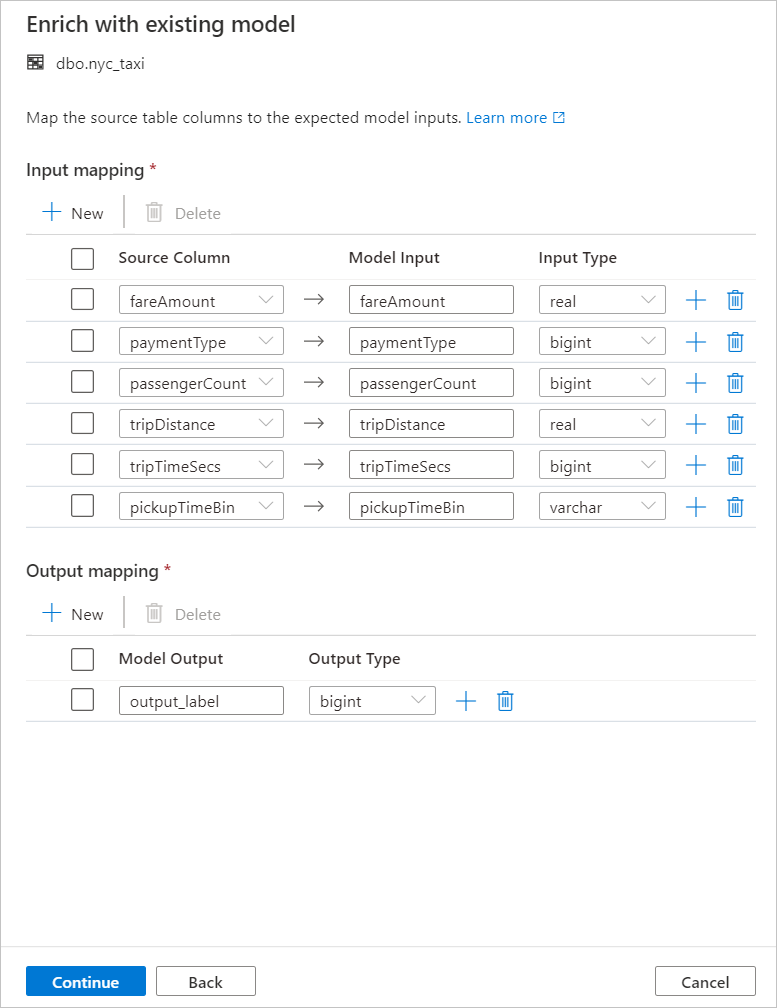 Enrich with existing model
dbo.nyc_taxi
Map the source table columns to the expected model inputs. Learn more
Input mapping *
New Delete
Source Column Model Input Input Type
fareAmount fareAmount real
paymentType paymentType bigint
passengerCount passengerCount bigint
tripDistance tripDistance real
tripTimeSecs tripTimeSecs bigint
pickupTimeBin pickupTimeBin varchar
Output mapping *
New Delete
Model Output Output Type
output_label bigint
Continue Back Cancel